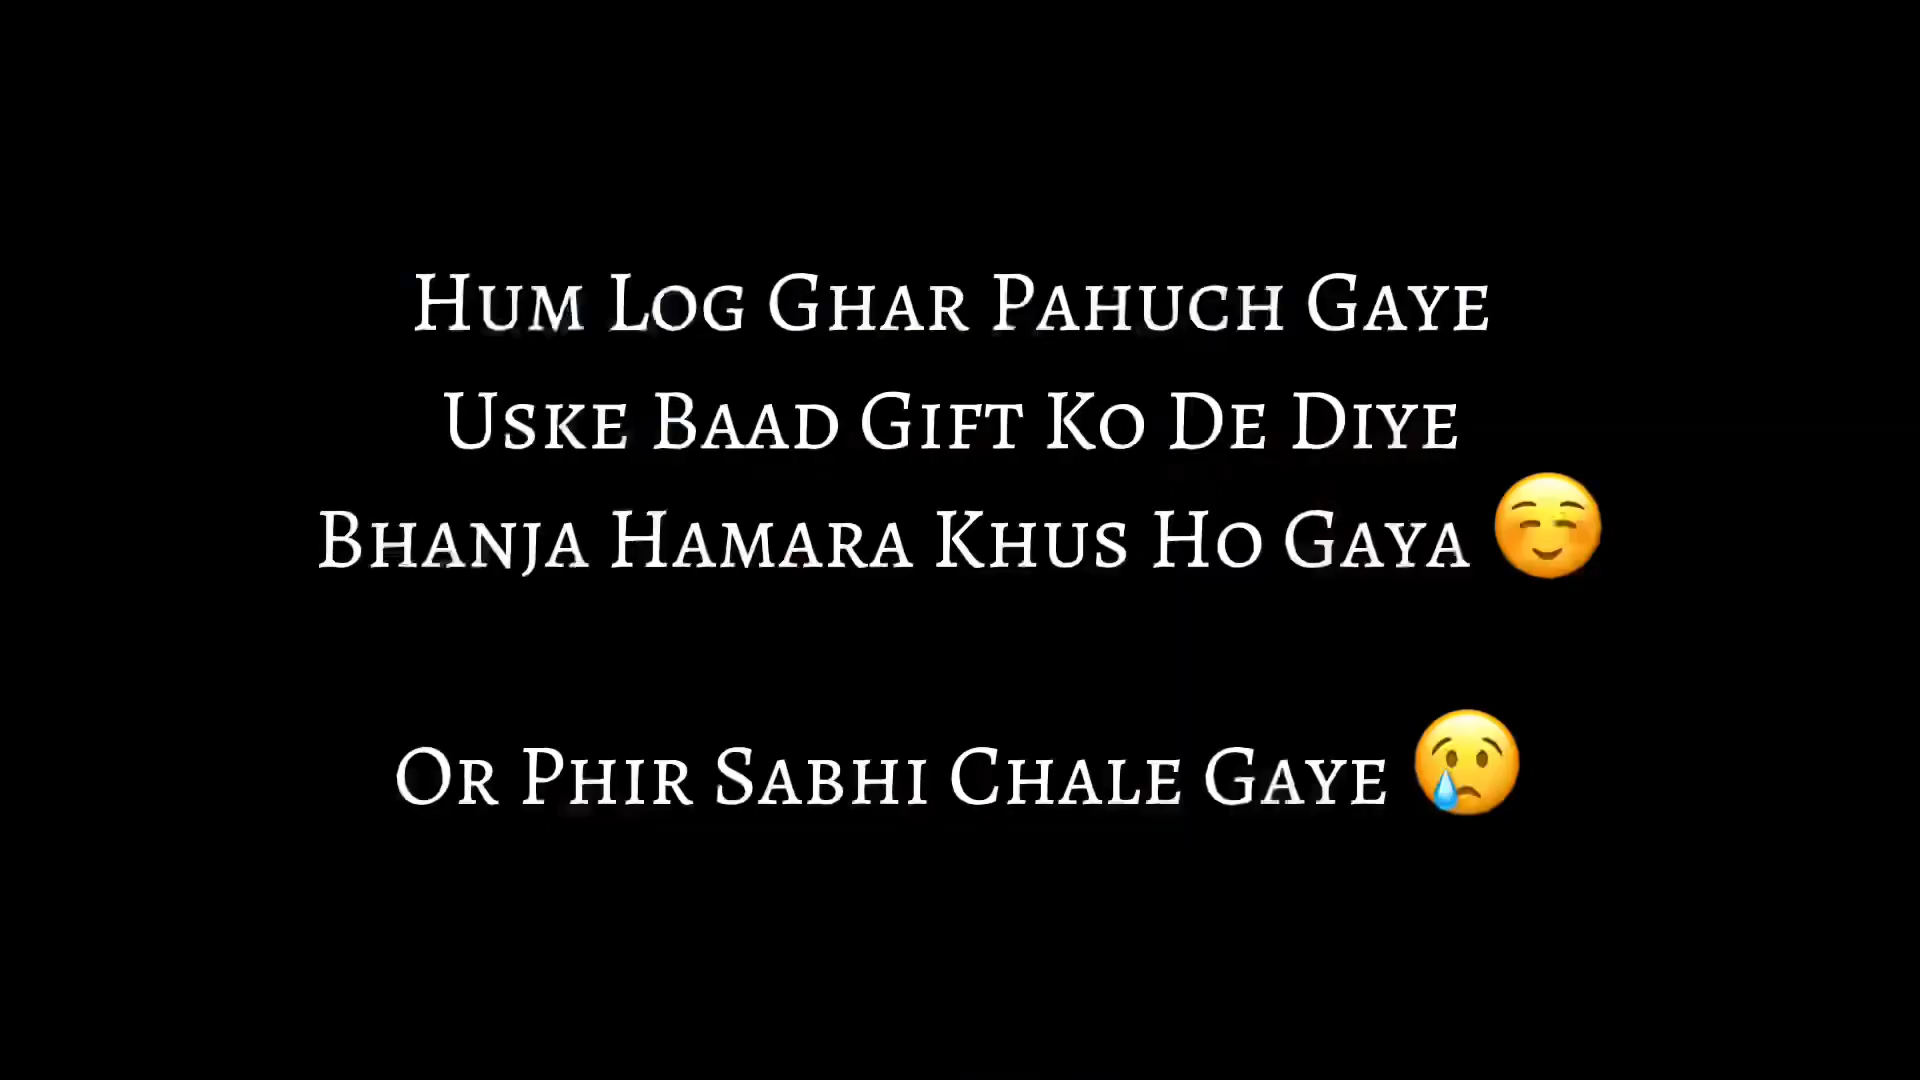 Hum Log Ghar Pahuch Gaye
Uske Baad Gift Ko De Diye
Bhanja Hamara Khus Ho Gaya ☺️
Or Phir Sabhi Chale Gaye 😢